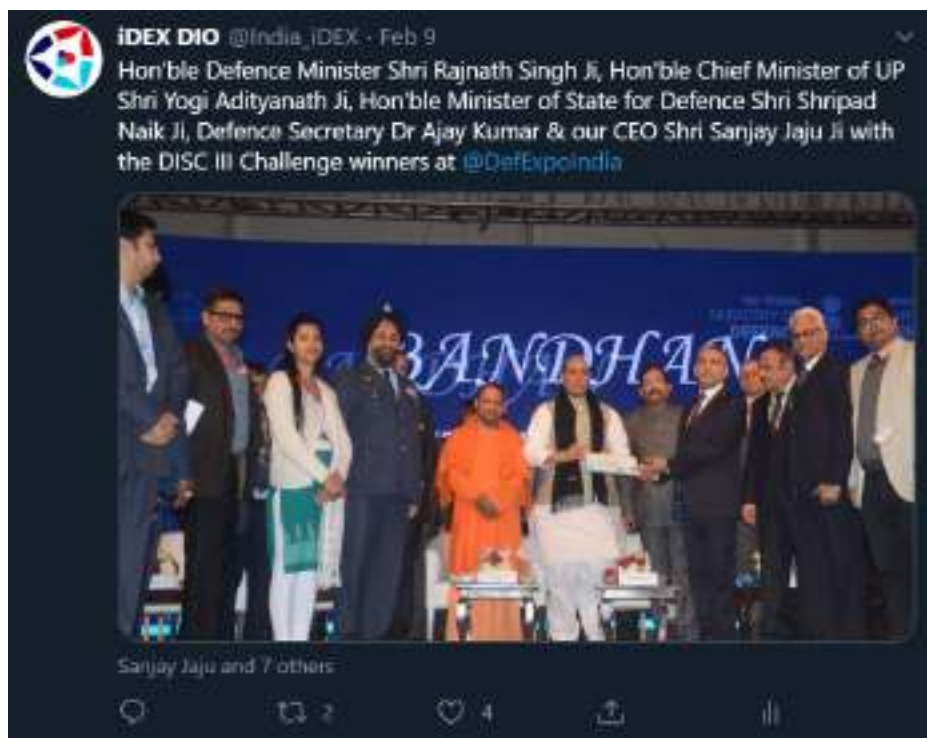 iDEX DIO @India_iDEX · Feb 9
Hon'ble Defence Minister Shri Rajnath Singh Ji, Hon'ble Chief Minister of UP
Shri Yogi Adityanath Ji, Hon'ble Minister of State for Defence Shri Shripad
Naik Ji, Defence Secretary Dr Ajay Kumar & our CEO Shri Sanjay Jaju Ji with
the DISC III Challenge winners at @DefExpoIndia
BANDHAN
Sanjay Jaju and 7 others
2 4